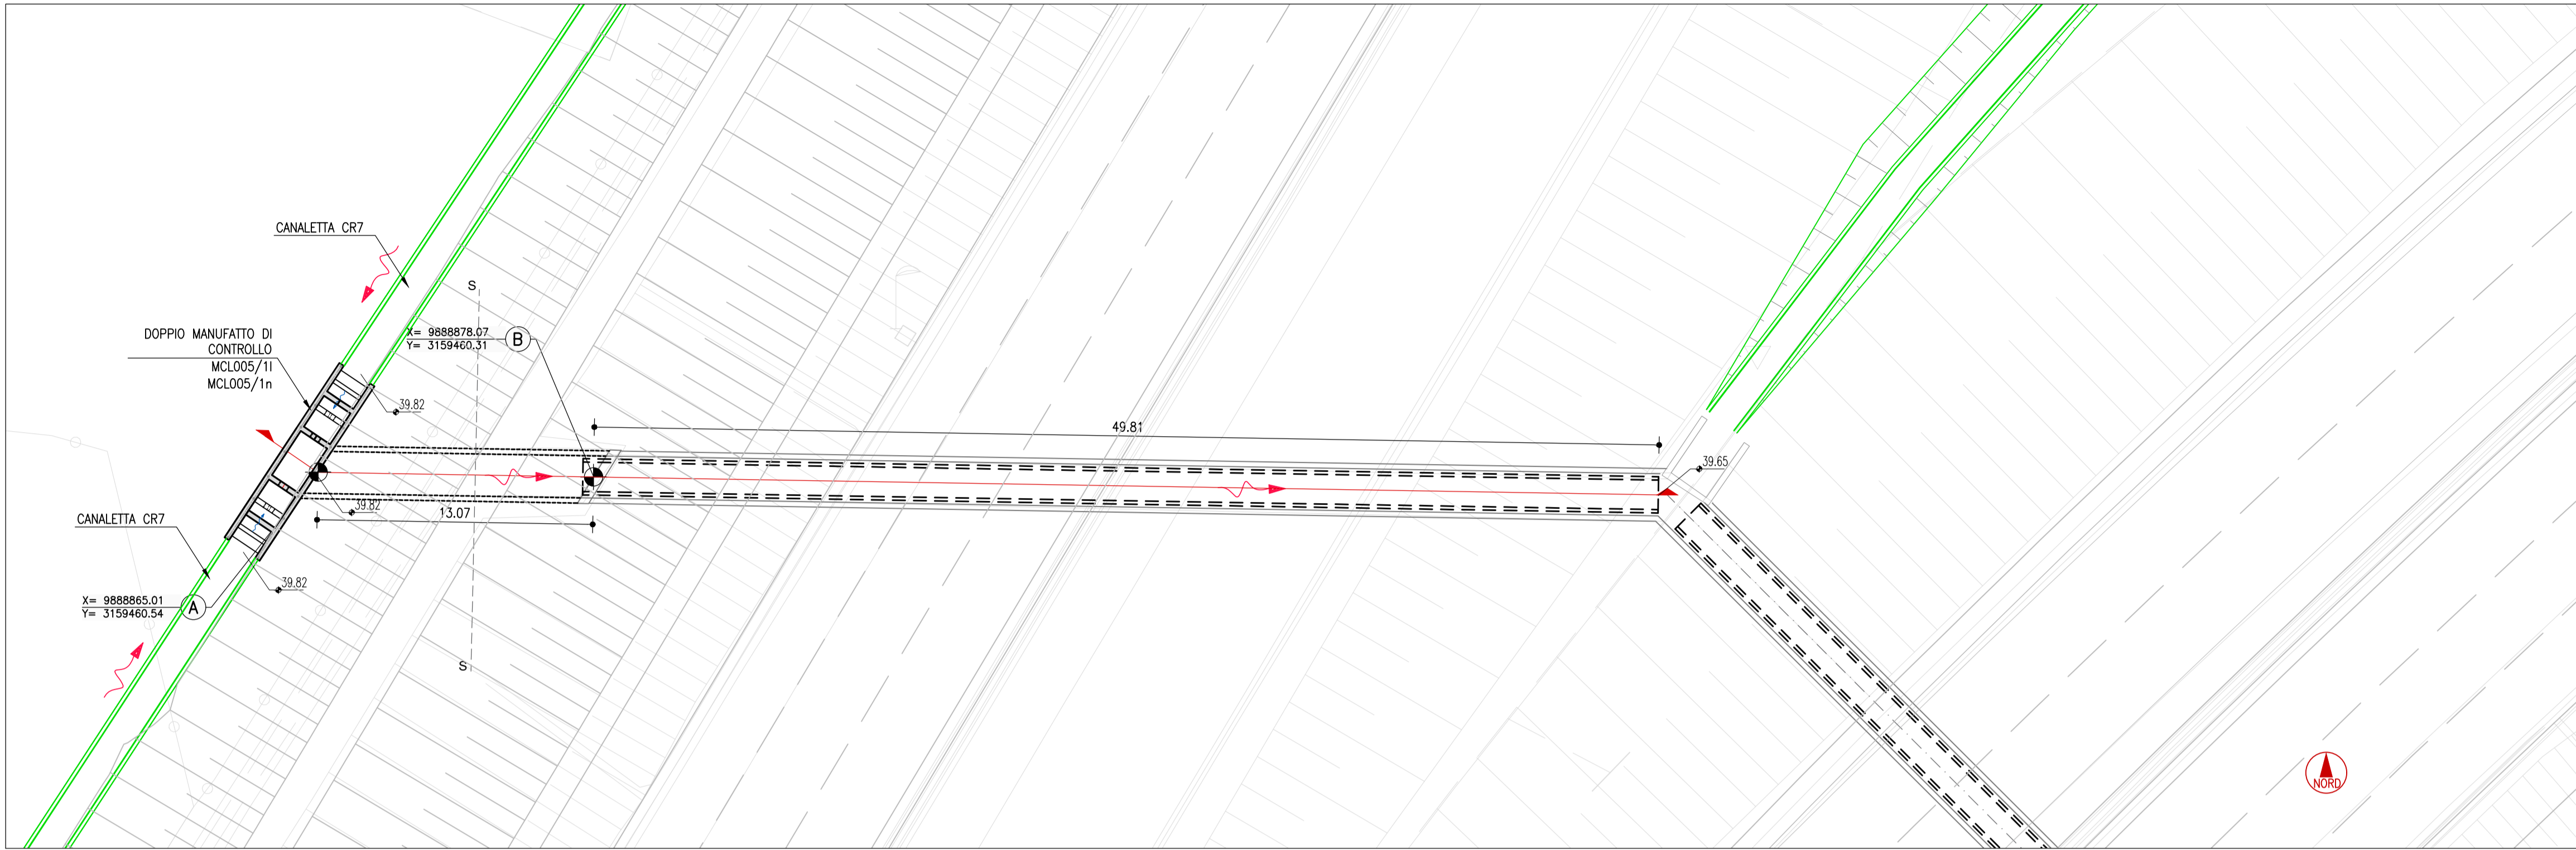 CANALETTA CR7
S
DOPPIO MANUFATTO DI
CONTROLLO
MCL005/1l
MCL005/1n
X= 9888878.07
Y= 3159460.31
B
39.82
49.81
39.65
39.82
13.07
CANALETTA CR7
39.82
X= 9888865.01
Y= 3159460.54
A
S
NORD